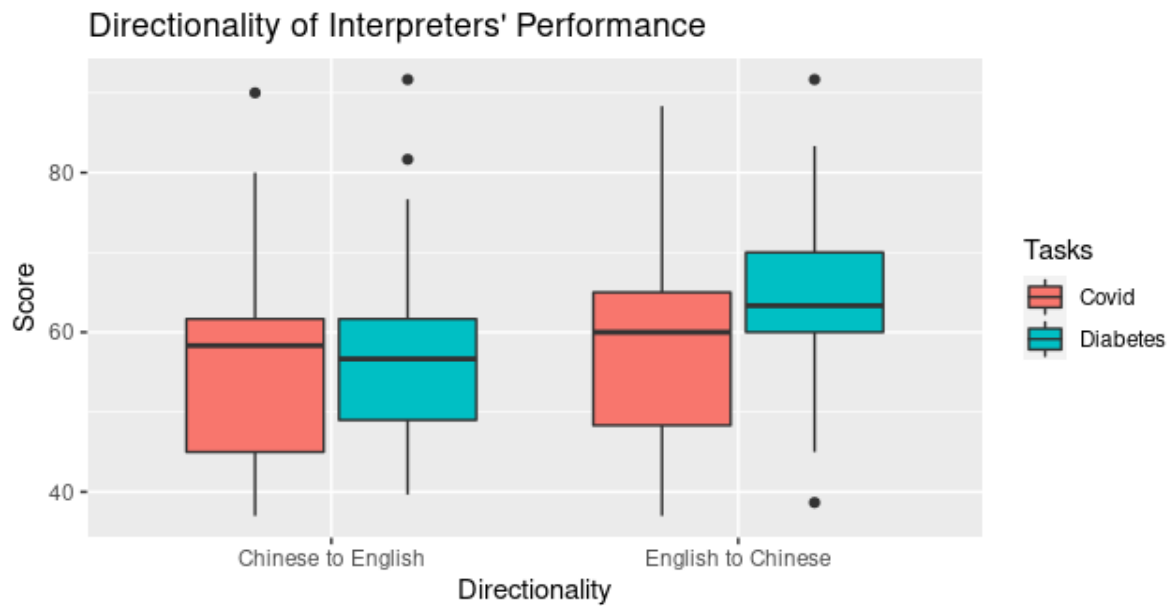 Directionality of Interpreters' Performance
Score
80
60
40
Chinese to English
English to Chinese
Directionality
Tasks
Covid
Diabetes